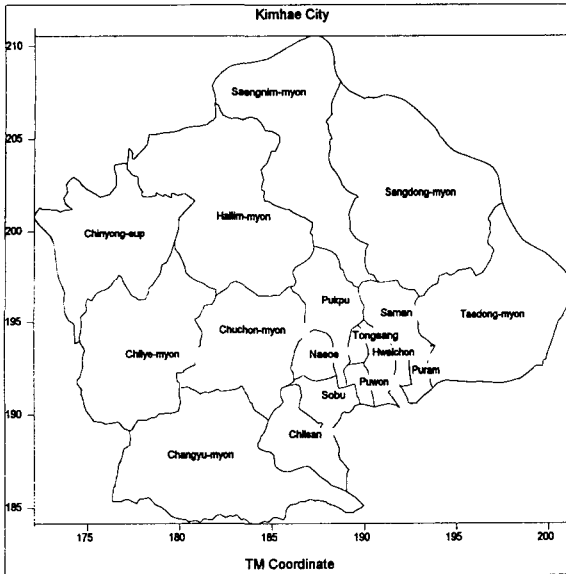 Kimhae City
210
Saengnim-myon
205
Sangdong-myon
Hallim-myon
200
Chinyong-eup
Pukpu
Saman
Taedong-myon
195
Chuchon-myon
Tongsang
Chilye-myon
Naeoe
Hwalchon
Puram
Puwon
190
Sobu
Chilsan
Changyu-myon
185
175
180
185
190
195
200
TM Coordinate